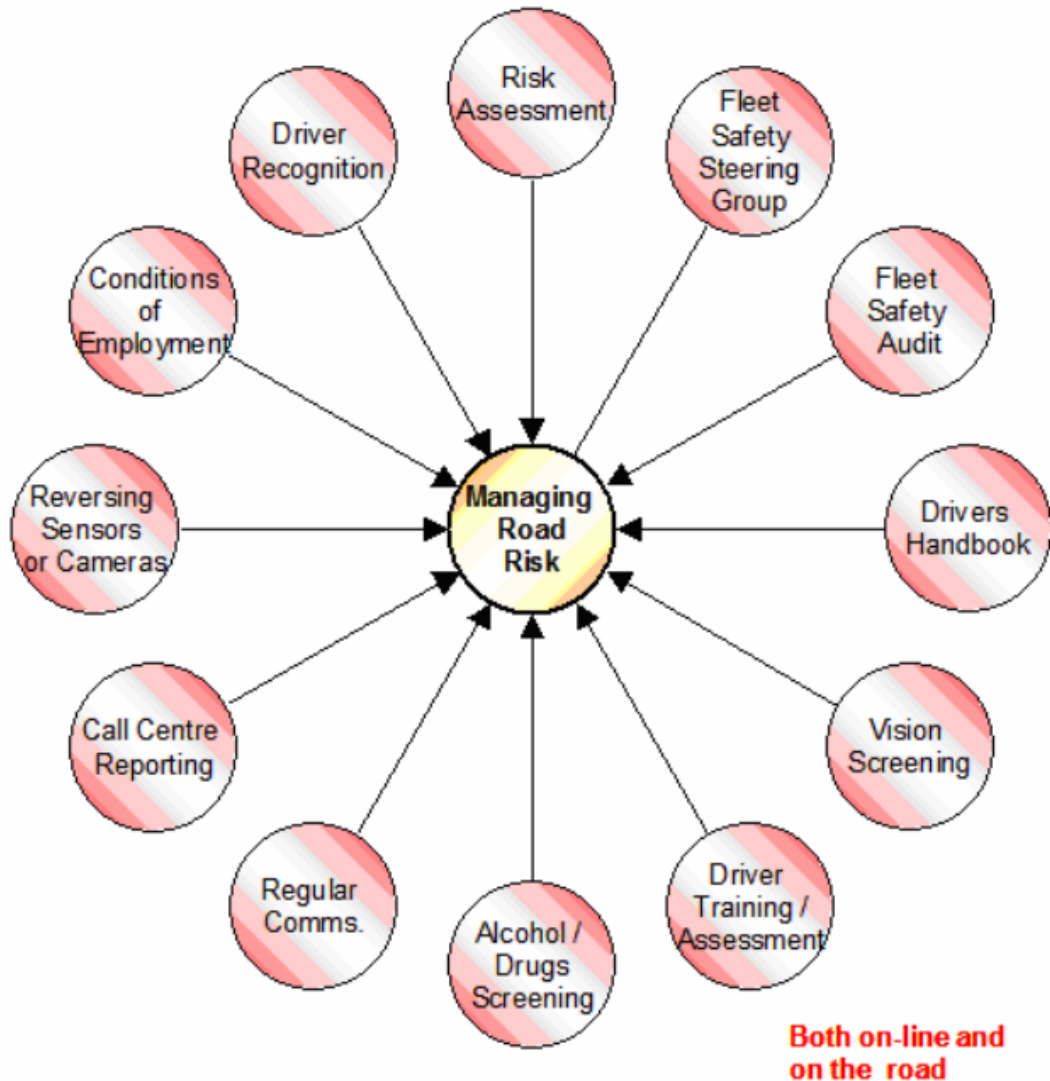 Risk
Assessment
Fleet
Safety
Steering
Group
Fleet
Safety
Audit
Drivers
Handbook
Vision
Screening
Driver
Training /
Assessment
Both on-line and
on the road
Alcohol /
Drugs
Screening
Regular
Comms.
Call Centre
Reporting
Reversing
Sensors
or Cameras
Conditions
of
Employment
Driver
Recognition
Managing
Road
Risk